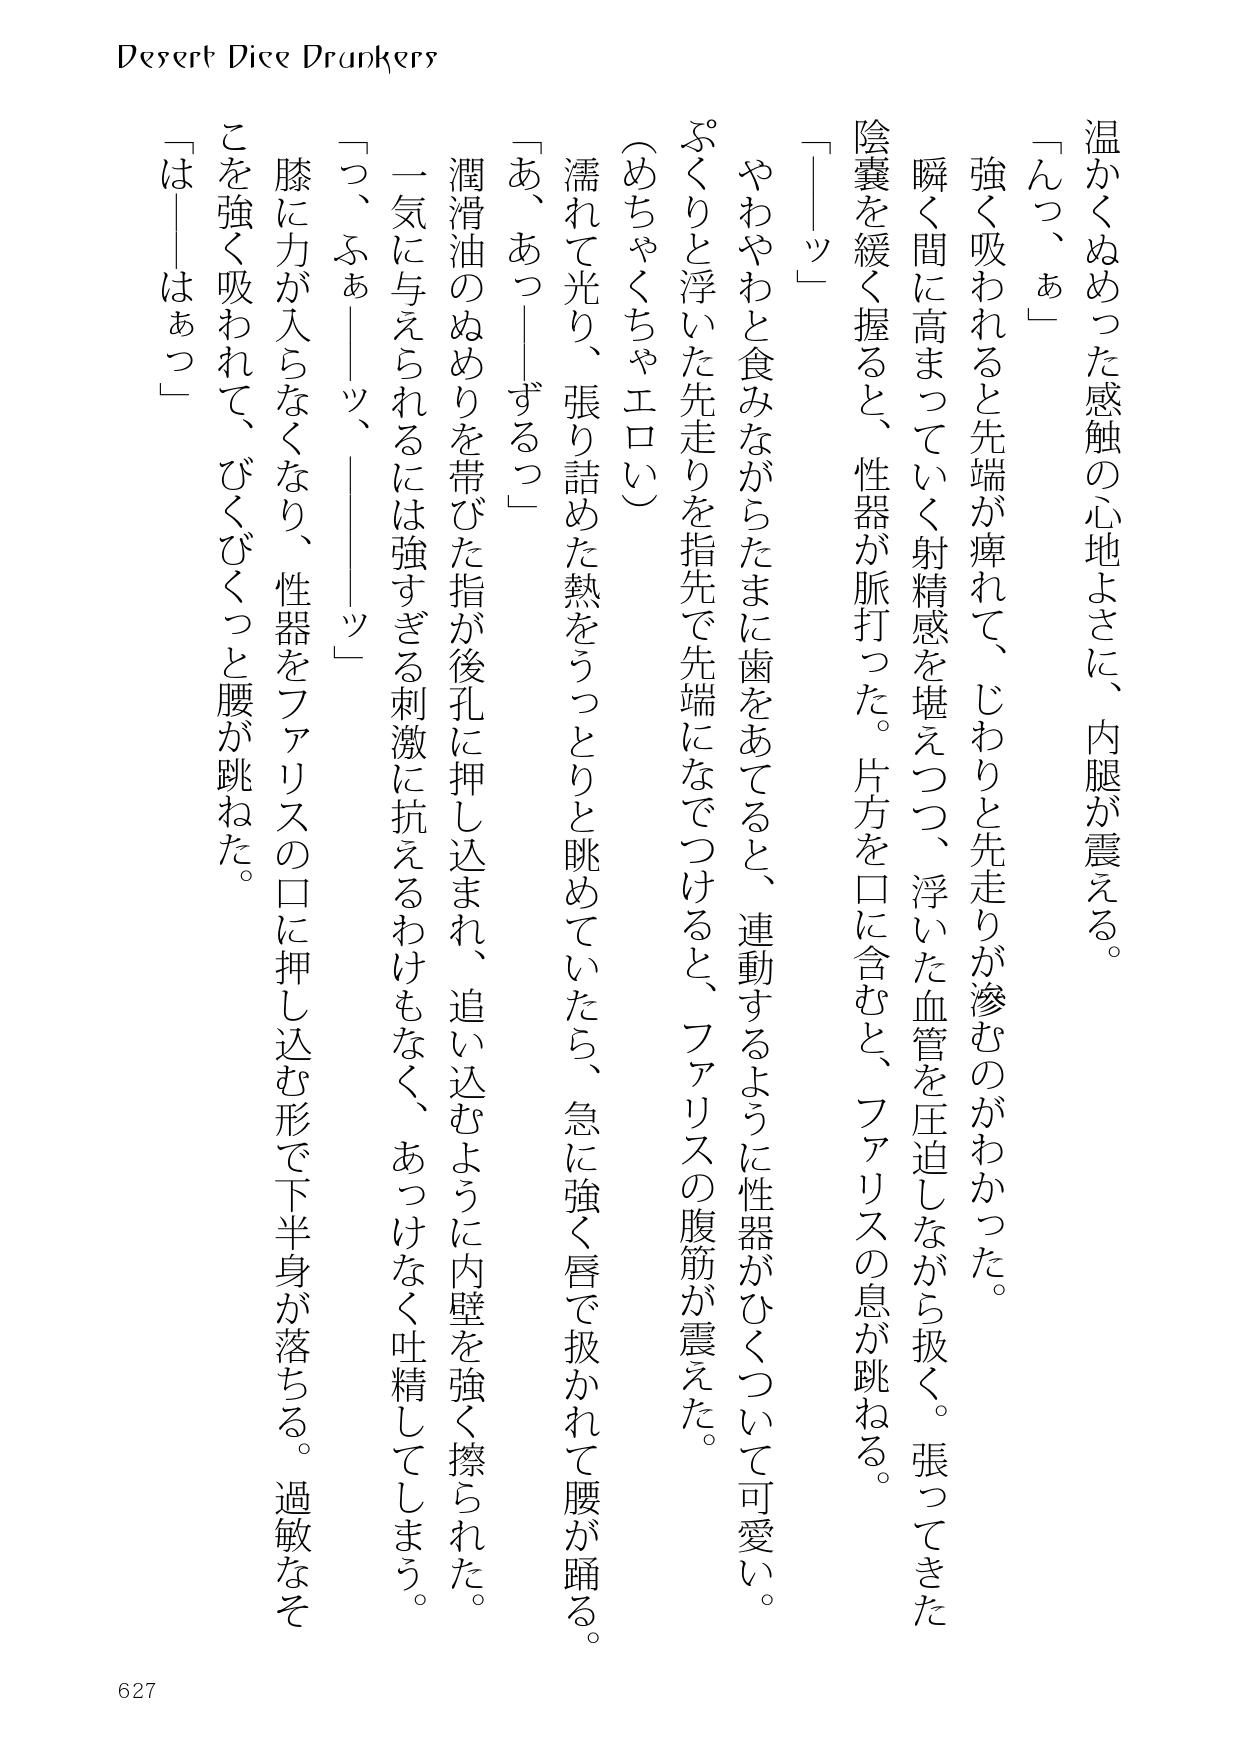 Desert Dice Drunkers
温かくぬめった感触の心地よさに、内腿が震える。
「んっ、ぁ」
強く吸われると先端が痺れて、じわりと先走りが滲むのがわかった。
瞬く間に高まっていく射精感を堪えつつ、浮いた血管を圧迫しながら扱く。張ってきた
陰嚢を緩く握ると、性器が脈打った。片方を口に含むと、ファリスの息が跳ねる。
「――ッ」
やわやわと食みながらたまに歯をあてると、連動するように性器がひくついて可愛い。
ぷくりと浮いた先走りを指先で先端になでつけると、ファリスの腹筋が震えた。
（めちゃくちゃエロい）
濡れて光り、張り詰めた熱をうっとりと眺めていたら、急に強く唇で扱かれて腰が踊る。
「あ、あっ――ずるっ」
潤滑油のぬめりを帯びた指が後孔に押し込まれ、追い込むように内壁を強く擦られた。
一気に与えられるには強すぎる刺激に抗えるわけもなく、あっけなく吐精してしまう。
「っ、ふぁ――ッ、――――ッ」
膝に力が入らなくなり、性器をファリスの口に押し込む形で下半身が落ちる。過敏なそ
こを強く吸われて、びくびくっと腰が跳ねた。
「は――はぁっ」
627